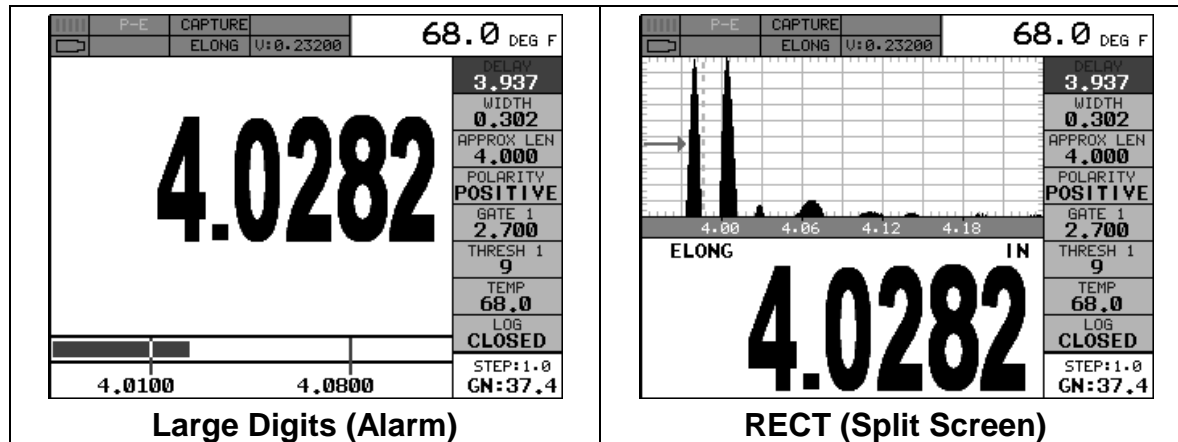 P-E CAPTURE 68.0 DEG F
ELONG V:0.23200
4.0282
DELAY
3.937
WIDTH
0.302
APPROX LEN
4.000
POLARITY
POSITIVE
GATE 1
2.700
THRESH 1
9
TEMP
68.0
LOG
CLOSED
STEP:1.0
GN:37.4
4.0100 4.0800
Large Digits (Alarm)
P-E CAPTURE 68.0 DEG F
ELONG V:0.23200
4.00 4.06 4.12 4.18
ELONG IN
4.0282
DELAY
3.937
WIDTH
0.302
APPROX LEN
4.000
POLARITY
POSITIVE
GATE 1
2.700
THRESH 1
9
TEMP
68.0
LOG
CLOSED
STEP:1.0
GN:37.4
RECT (Split Screen)